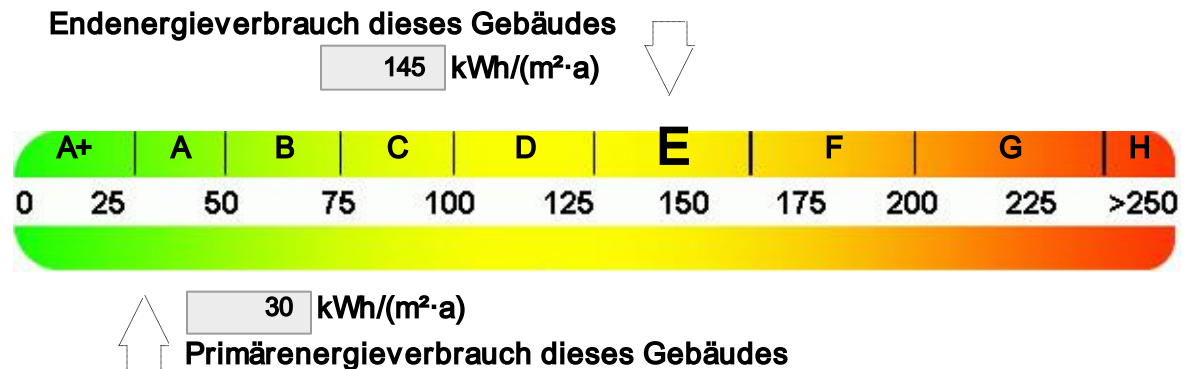 Endenergieverbrauch dieses Gebäudes
145 kWh/(m²·a)
A+ A B C D E F G H
0 25 50 75 100 125 150 175 200 225 >250
30 kWh/(m²·a)
Primärenergieverbrauch dieses Gebäudes